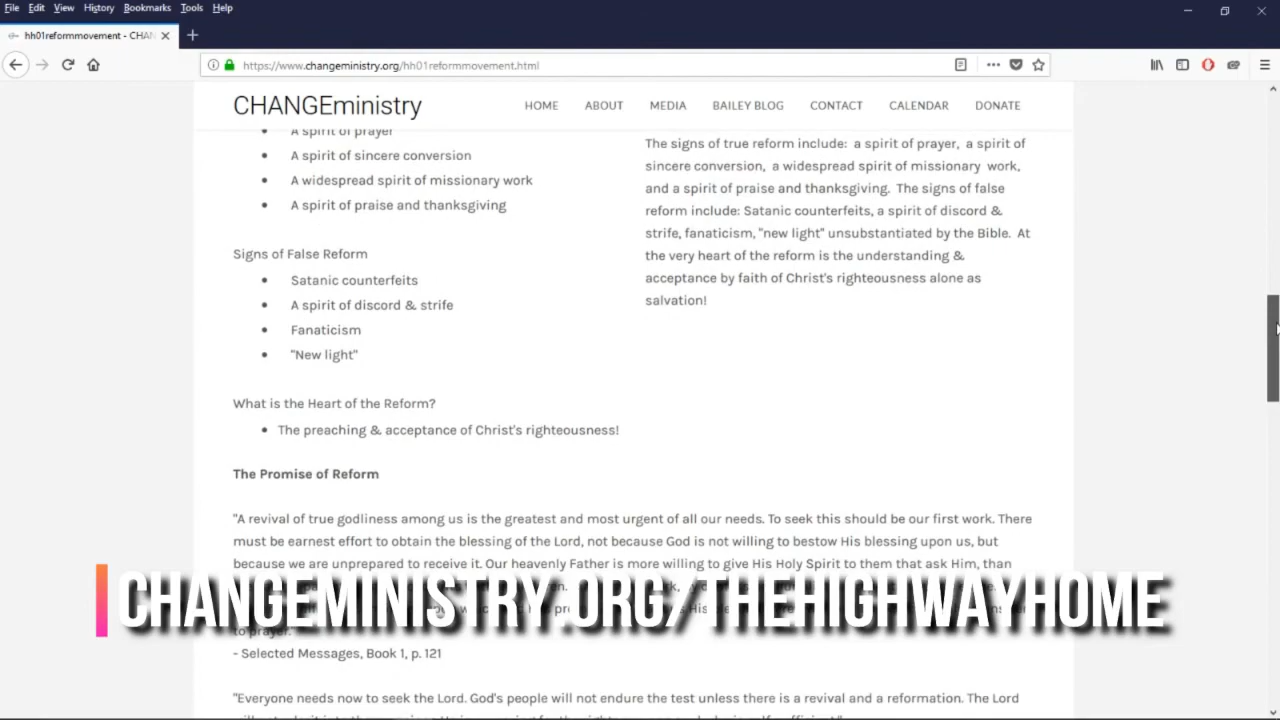 File Edit View History Bookmarks Tools Help
hh01reformmovement - CHAN
https://www.changeministry.org/hh01reformmovement.html
CHANGEministry
HOME ABOUT MEDIA BAILEY BLOG CONTACT CALENDAR DONATE
A spirit of prayer
A spirit of sincere conversion
A widespread spirit of missionary work
A spirit of praise and thanksgiving
Signs of False Reform
Satanic counterfeits
A spirit of discord & strife
Fanaticism
"New light"
What is the Heart of the Reform?
The preaching & acceptance of Christ's righteousness!
The signs of true reform include: a spirit of prayer, a spirit of
sincere conversion, a widespread spirit of missionary work,
and a spirit of praise and thanksgiving. The signs of false
reform include: Satanic counterfeits, a spirit of discord &
strife, fanaticism, "new light" unsubstantiated by the Bible. At
the very heart of the reform is the understanding &
acceptance by faith of Christ's righteousness alone as
salvation!
The Promise of Reform
"A revival of true godliness among us is the greatest and most urgent of all our needs. To seek this should be our first work. There
must be earnest effort to obtain the blessing of the Lord, not because God is not willing to bestow His blessing upon us, but
because we are unprepared to receive it. Our heavenly Father is more willing to give His Holy Spirit to them that ask Him, than
CHANGEMINISTRY.ORG/THEHIGHWAYHOME
to prayer."
- Selected Messages, Book 1, p. 121
"Everyone needs now to seek the Lord. God's people will not endure the test unless there is a revival and a reformation. The Lord